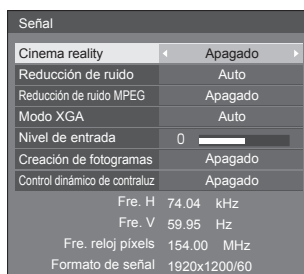 Señal
Cinema reality Apagado
Reducción de ruido Auto
Reducción de ruido MPEG Apagado
Modo XGA Auto
Nivel de entrada 0
Creación de fotogramas Apagado
Control dinámico de contraluz Apagado
Fre. H 74.04 kHz
Fre. V 59.95 Hz
Fre. reloj píxels 154.00 MHz
Formato de señal 1920x1200/60